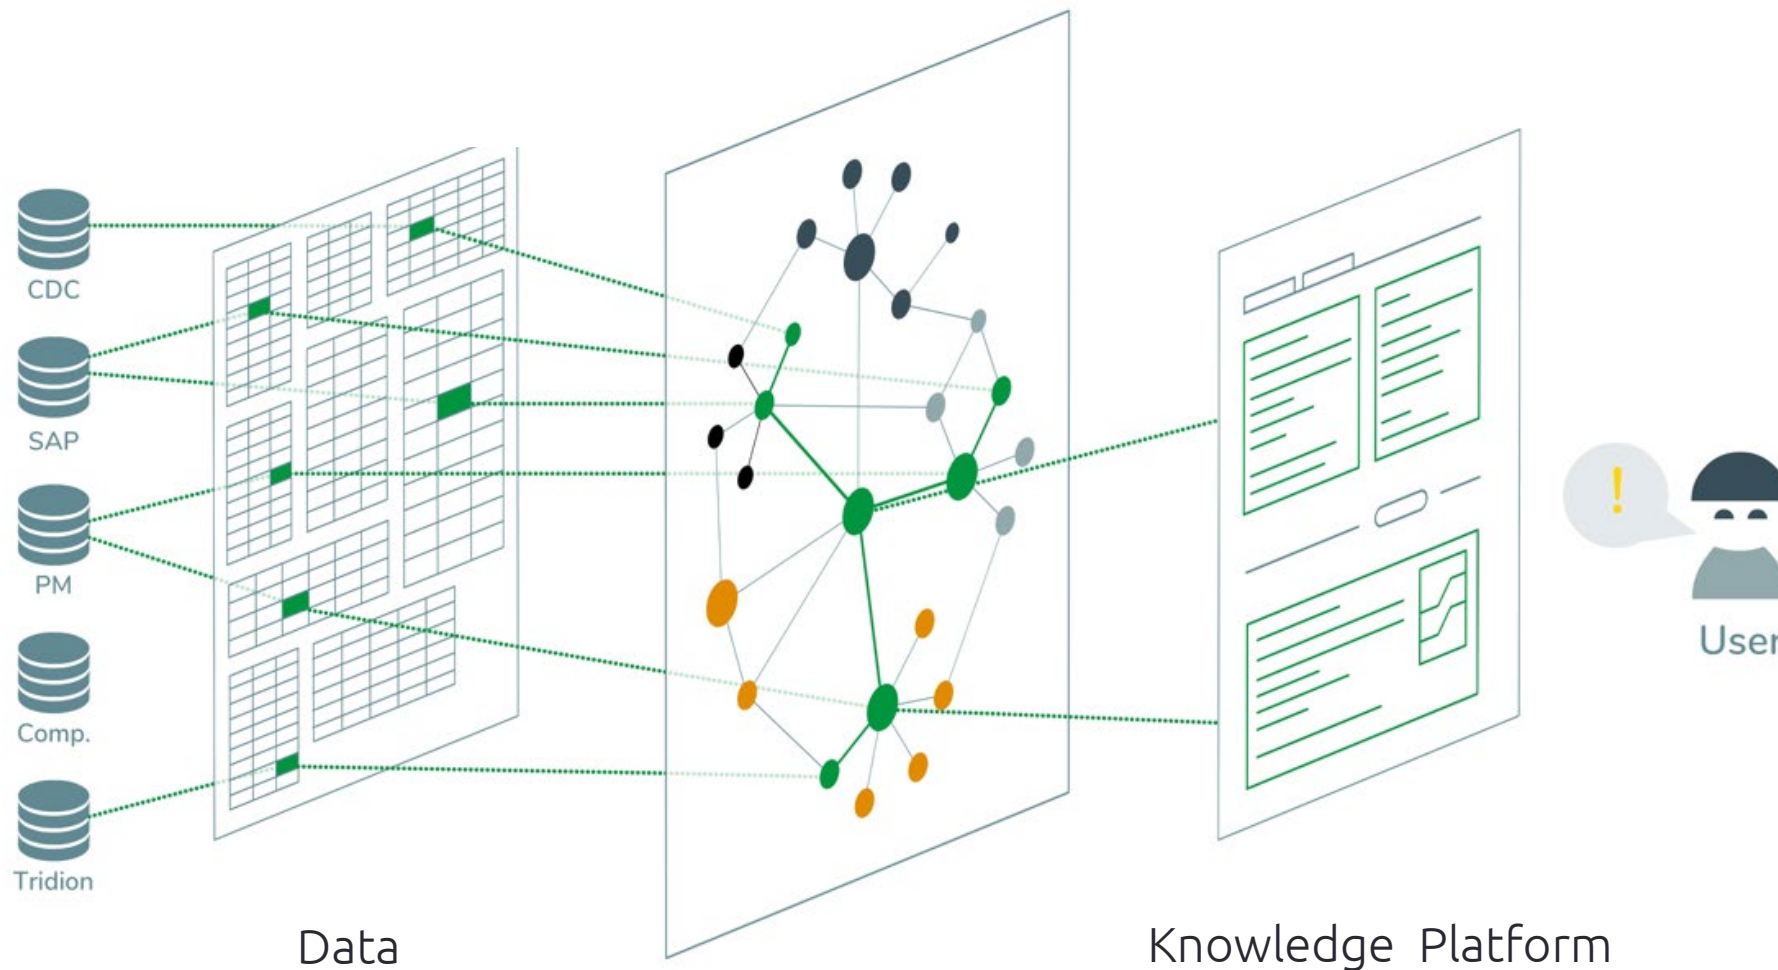 CDC
SAP
PM
Comp.
Tridion
!
User
Data
Knowledge Platform